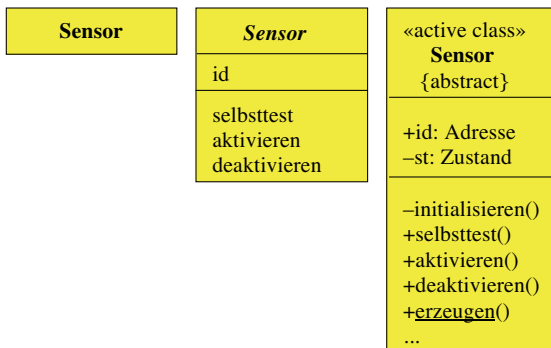 Sensor
Sensor
id
selbsttest
aktivieren
deaktivieren
«active class»
Sensor
{abstract}
+id: Adresse
–st: Zustand
–initialisieren()
+selbsttest()
+aktivieren()
+deaktivieren()
+erzeugen()
...